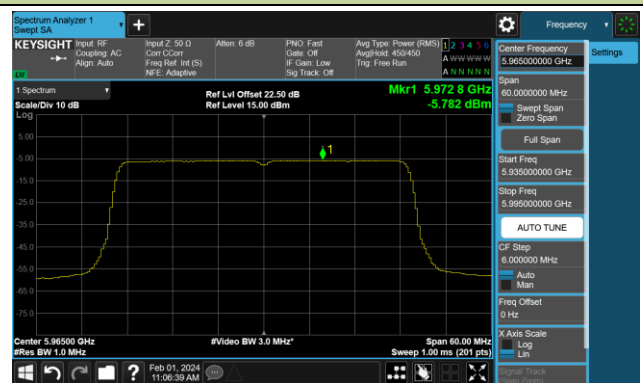 Spectrum Analyzer 1
Swept SA
Frequency
KEYSIGHT
Input: RF
Coupling: AC
Align: Auto
Input Z: 50 Ω
Corr CCorr
Freq Ref: Int (S)
NFE: Adaptive
Atten: 6 dB
PNO: Fast
Gate: Off
IF Gain: Low
Sig Track: Off
Avg Type: Power (RMS)
Avg|Hold: 450/450
Trig: Free Run
1 2 3 4 5 6
A W W W W W
A N N N N N
LXI
Center Frequency
5.965000000 GHz
Settings
1 Spectrum
Scale/Div 10 dB
Log
Ref Lvl Offset 22.50 dB
Ref Level 15.00 dBm
Mkr1 5.972 8 GHz
-5.782 dBm
Span
60.0000000 MHz
Swept Span
Zero Span
Full Span
Start Freq
5.935000000 GHz
Stop Freq
5.995000000 GHz
AUTO TUNE
CF Step
6.000000 MHz
Auto
Man
Freq Offset
0 Hz
X Axis Scale
Log
Lin
Signal Track
(Span Zoom)
5.00
-5.00
-15.0
-25.0
-35.0
-45.0
-55.0
-65.0
-75.0
1
Center 5.96500 GHz
#Res BW 1.0 MHz
#Video BW 3.0 MHz*
Span 60.00 MHz
Sweep 1.00 ms (201 pts)
?
Feb 01, 2024
11:06:39 AM